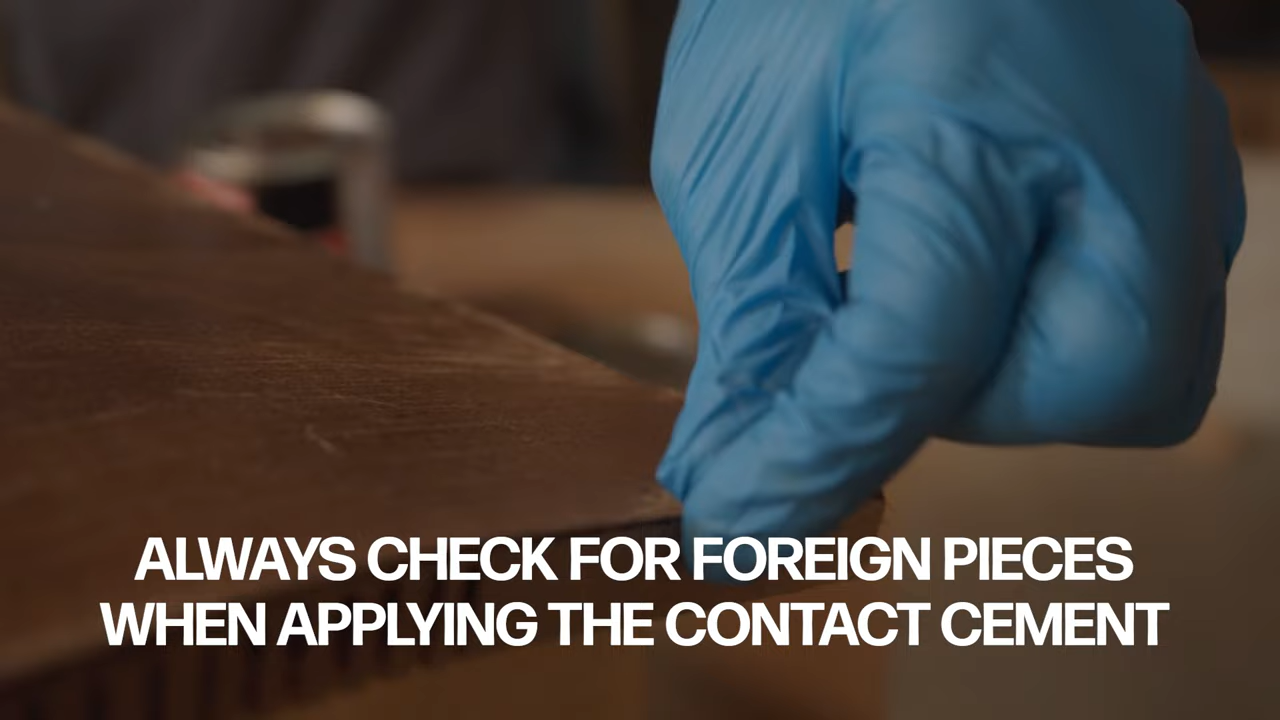 ALWAYS CHECK FOR FOREIGN PIECES
WHEN APPLYING THE CONTACT CEMENT